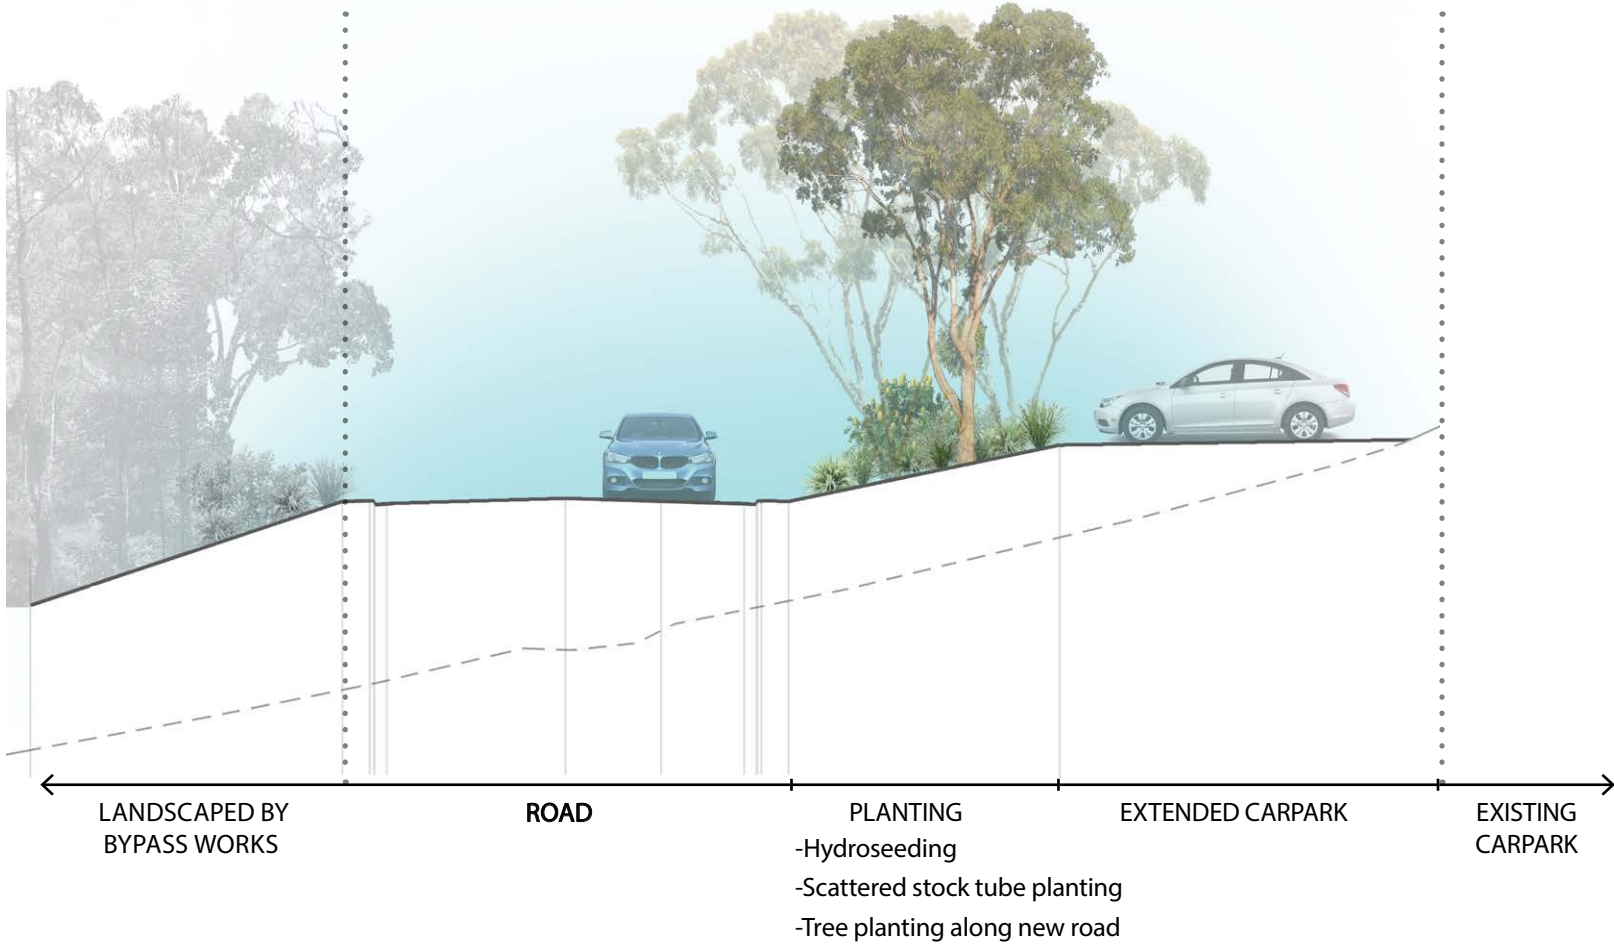 LANDSCAPED BY
BYPASS WORKS
ROAD
PLANTING
-Hydroseeding
-Scattered stock tube planting
-Tree planting along new road
EXTENDED CARPARK
EXISTING
CARPARK